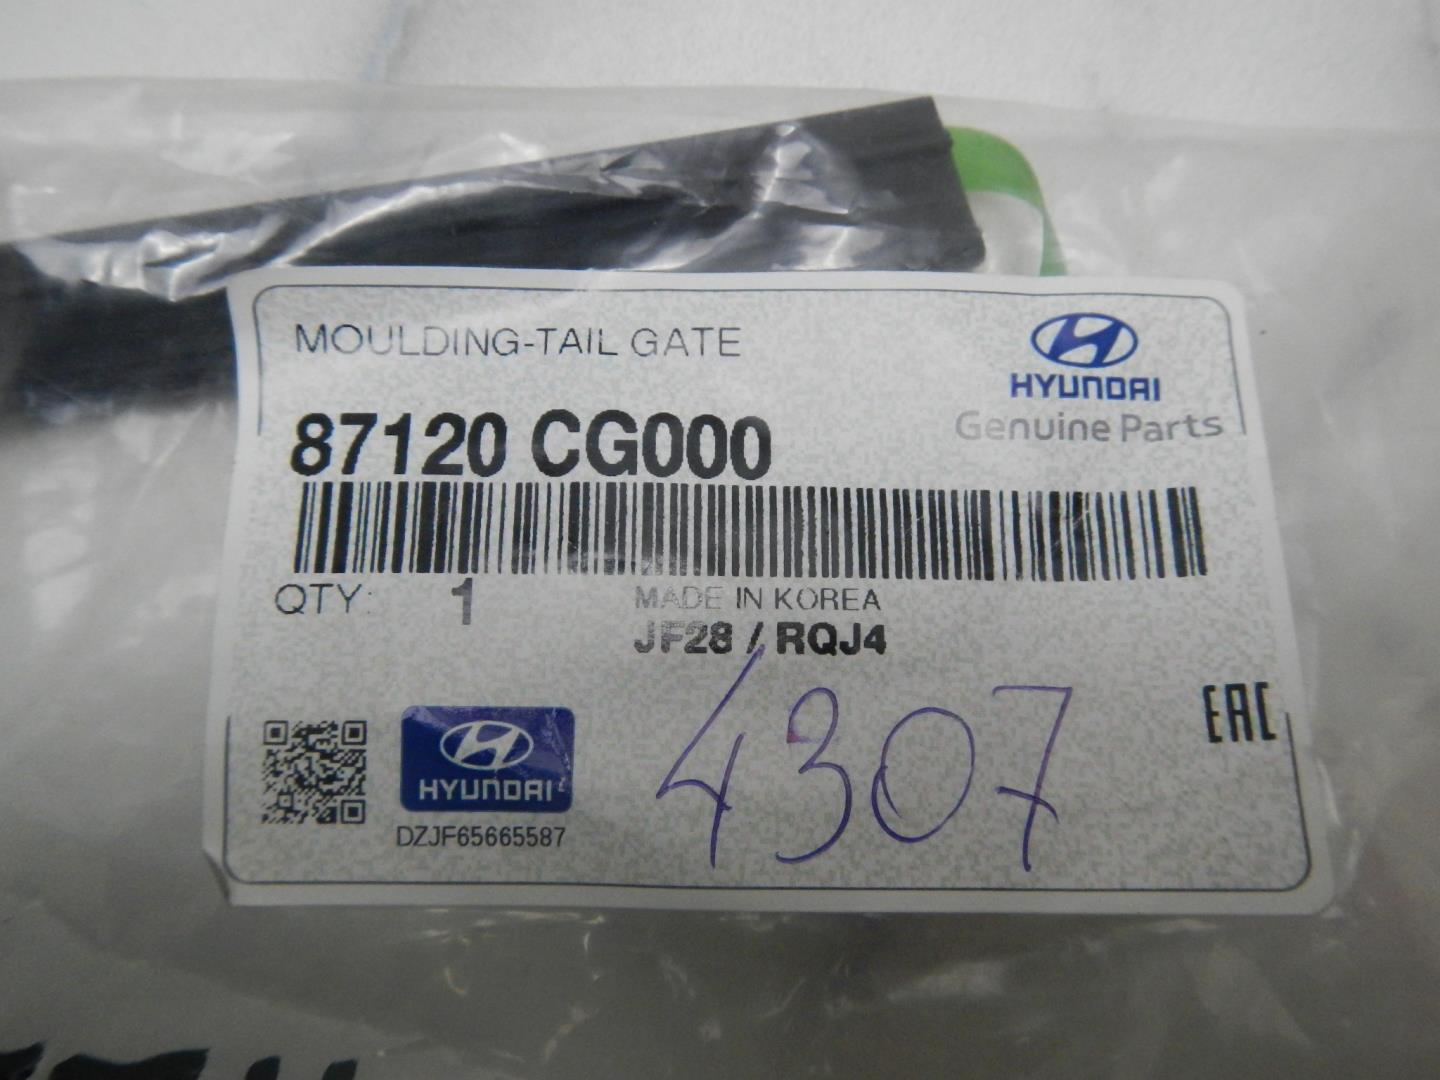 MOULDING-TAIL GATE
HYUNDAI
Genuine Parts
87120 CG000
QTY: 1
MADE IN KOREA
JF28 / RQJ4
4307
EAC
HYUNDAI
DZJF65665587